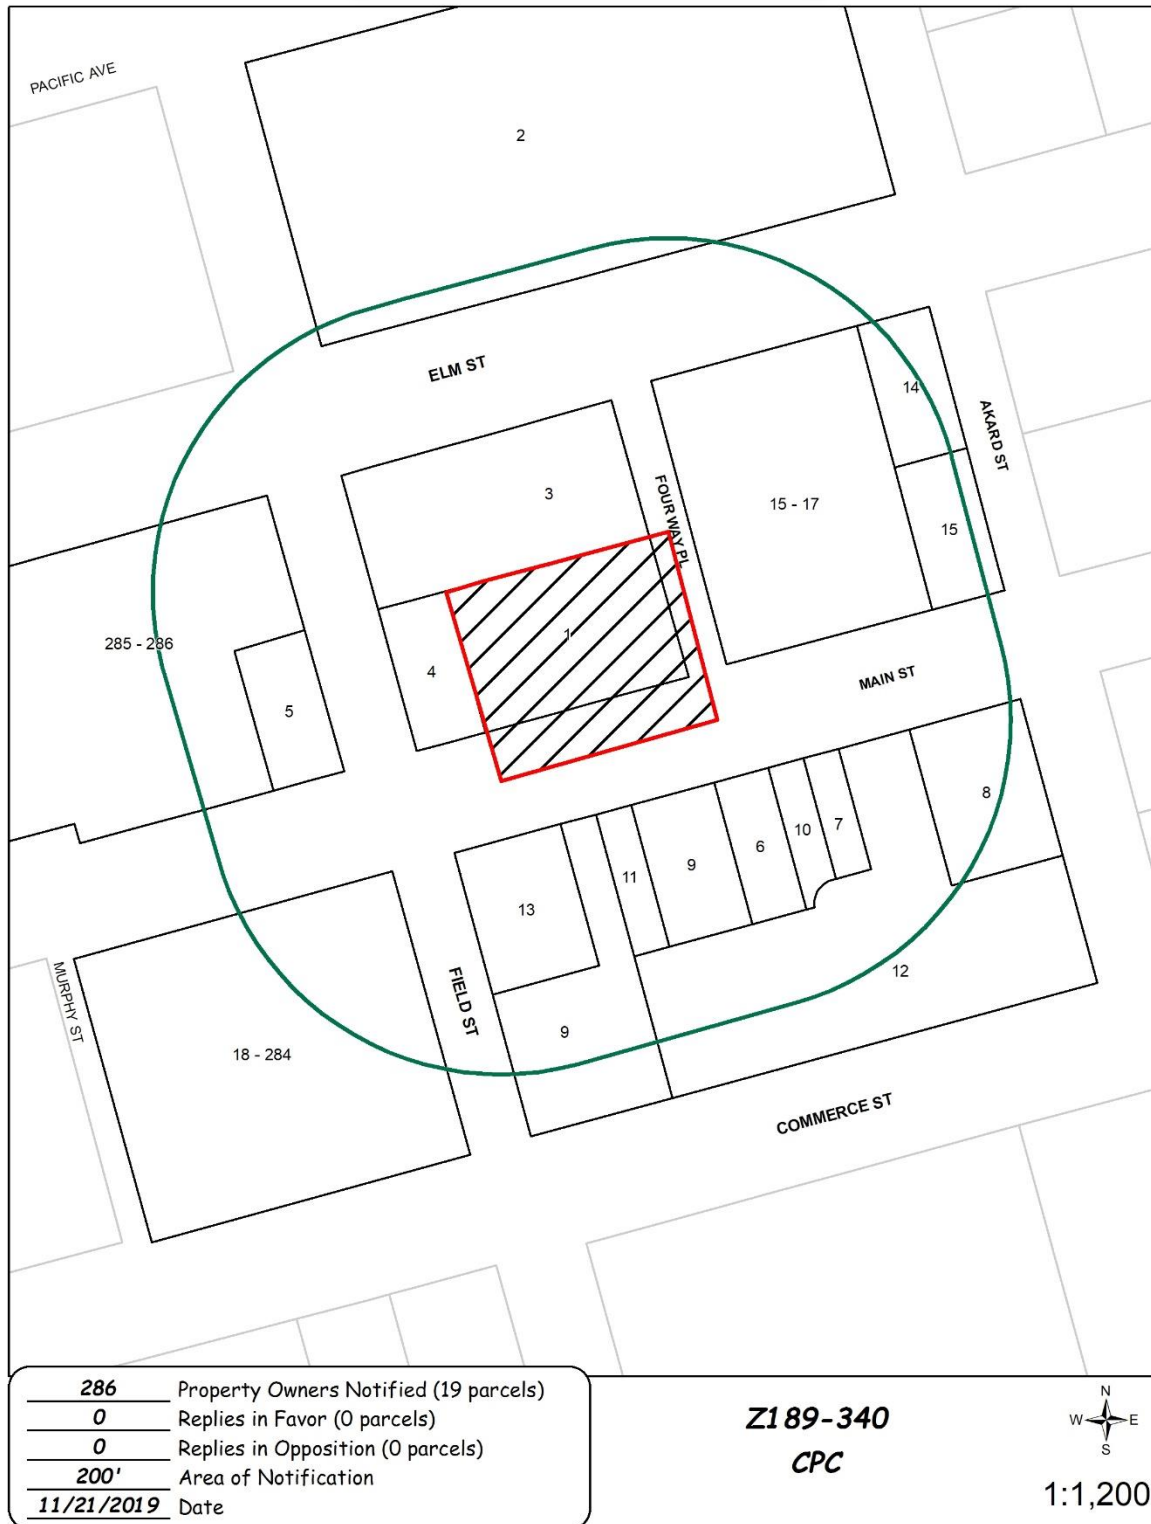 PACIFIC AVE
2
ELM ST
14
AKARD ST
3
FOUR WAY PL
15 - 17
15
1
285 - 286
4
5
MAIN ST
8
10
7
6
9
11
13
12
FIELD ST
MURPHY ST
9
18 - 284
COMMERCE ST
286 Property Owners Notified (19 parcels)
0 Replies in Favor (0 parcels)
0 Replies in Opposition (0 parcels)
200' Area of Notification
11/21/2019 Date
Z189-340
CPC
N
W E
S
1:1,200